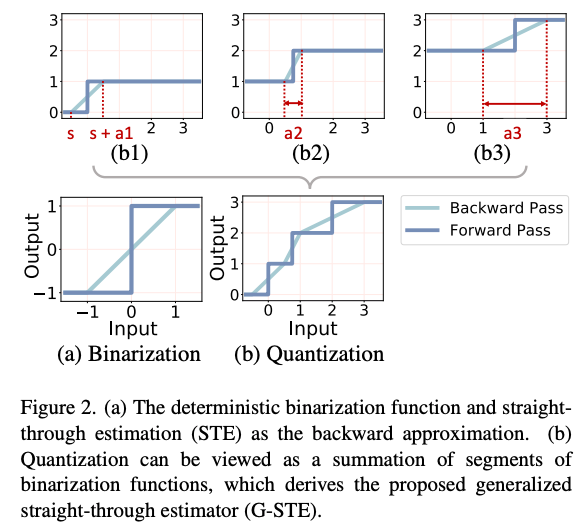 3
2
1
0
s
s + a1
2
3
(b1)
3
2
1
0
0
a2
2
3
(b2)
3
2
1
0
0
1
a3
3
(b3)
1
0
−1
Output
−1
0
1
Input
(a) Binarization
3
2
1
0
Output
0
1
2
3
Input
(b) Quantization
Backward Pass
Forward Pass
Figure 2. (a) The deterministic binarization function and straight-
through estimation (STE) as the backward approximation. (b)
Quantization can be viewed as a summation of segments of
binarization functions, which derives the proposed generalized
straight-through estimator (G-STE).